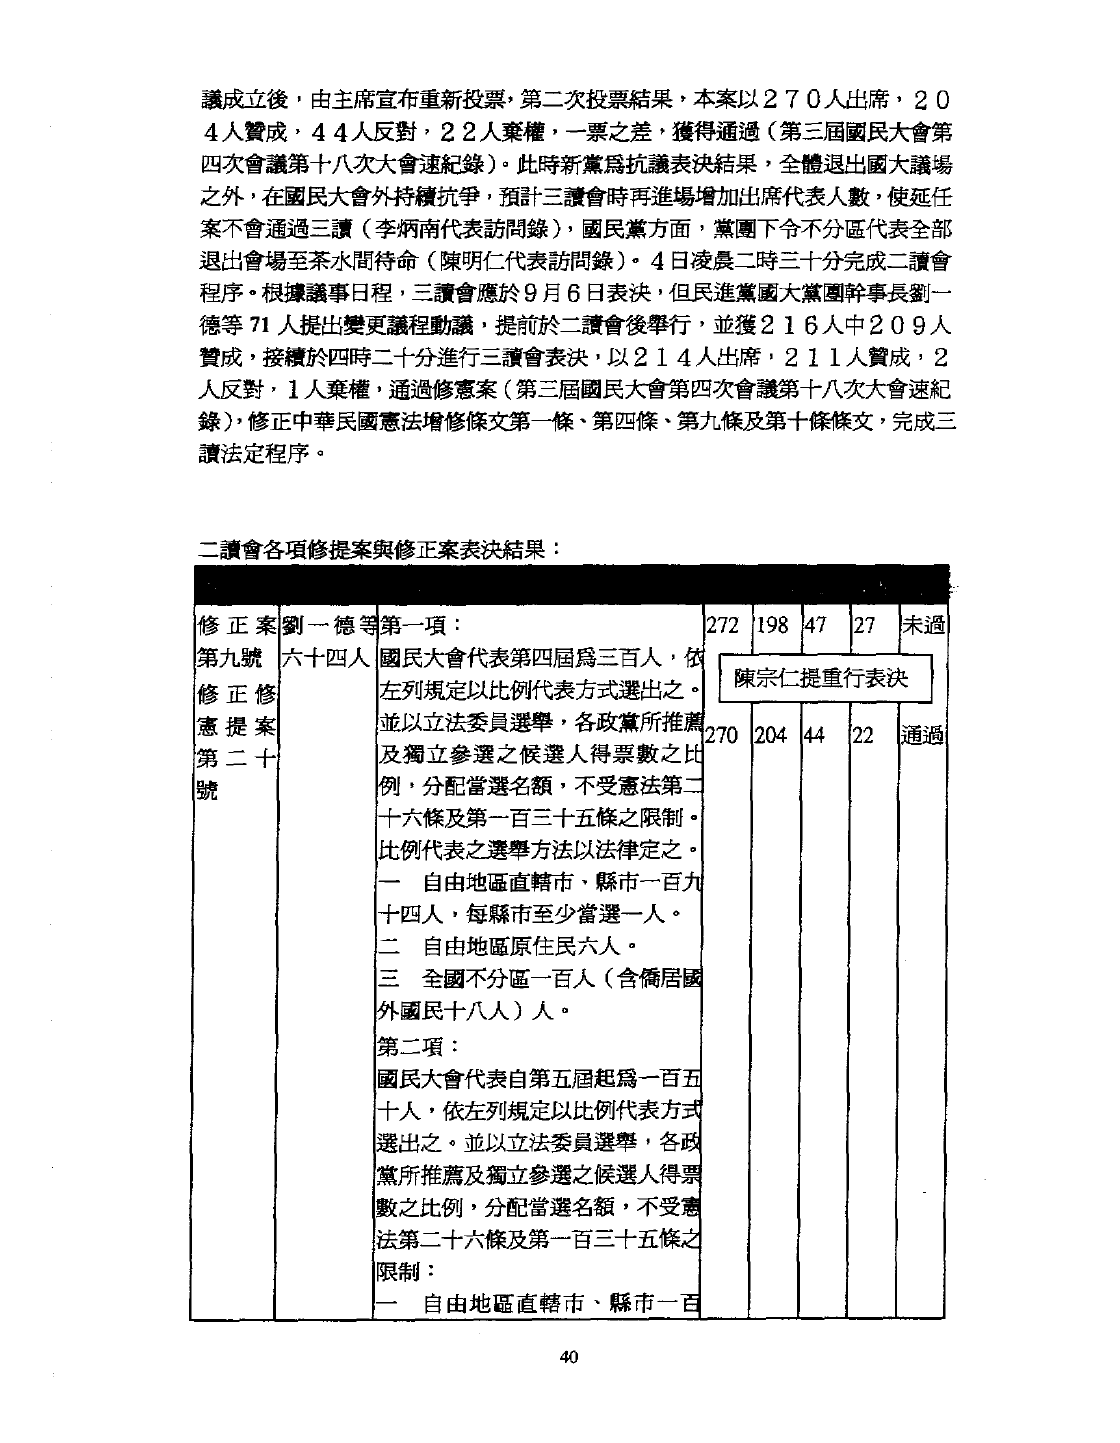 議成立後，由主席宣布重新投票，第二次投票結果，本案以２７０人出席，２０
４人贊成，４４人反對，２２人棄權，一票之差，獲得通過（第三屆國民大會第
四次會議第十八次大會速紀錄）。此時新黨爲抗議表決結果，全體退出國大議場
之外，在國民大會外持續抗爭，預計三讀會時再進場增加出席代表人數，使延任
案不會通過三讀（李炳南代表訪問錄），國民黨方面，黨團下令不分區代表全部
退出會場至茶水間待命（陳明仁代表訪問錄）。４日凌晨二時三十分完成二讀會
程序。根據議事日程，三讀會應於９月６日表決，但民進黨國大黨團幹事長劉一
德等 71 人提出變更議程動議，提前於二讀會後舉行，並獲２１６人中２０９人
贊成，接續於四時二十分進行三讀會表決，以２１４人出席，２１１人贊成，２
人反對，１人棄權，通過修憲案（第三屆國民大會第四次會議第十八次大會速紀
錄），修正中華民國憲法增修條文第一條、第四條、第九條及第十條條文，完成三
讀法定程序。
二讀會各項修提案與修正案表決結果：
修正案
第九號
修正修
憲提案
第二十
號
劉一德等
六十四人
第一項：
國民大會代表第四屆爲三百人，依
左列規定以比例代表方式選出之。
並以立法委員選舉，各政黨所推薦
及獨立參選之候選人得票數之比
例，分配當選名額，不受憲法第二
十六條及第一百三十五條之限制。
比例代表之選舉方法以法律定之。
一　自由地區直轄市、縣市一百九
十四人，每縣市至少當選一人。
二　自由地區原住民六人。
三　全國不分區一百人（含僑居國
外國民十八人）人。
第二項：
國民大會代表自第五屆起爲一百五
十人，依左列規定以比例代表方式
選出之。並以立法委員選舉，各政
黨所推薦及獨立參選之候選人得票
數之比例，分配當選名額，不受憲
法第二十六條及第一百三十五條之
限制：
一　自由地區直轄市、縣市一百
272 198 47 27 未過
陳宗仁提重行表決
270 204 44 22 通過
40